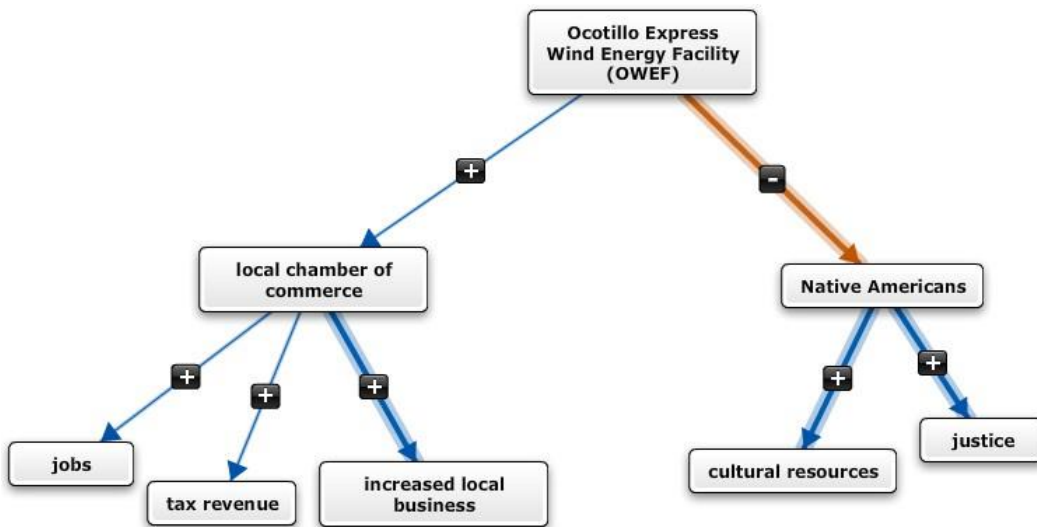 Ocotillo Express
Wind Energy Facility
(OWEF)
+
-
local chamber of
commerce
Native Americans
+
+
+
+
+
jobs
tax revenue
increased local
business
cultural resources
justice